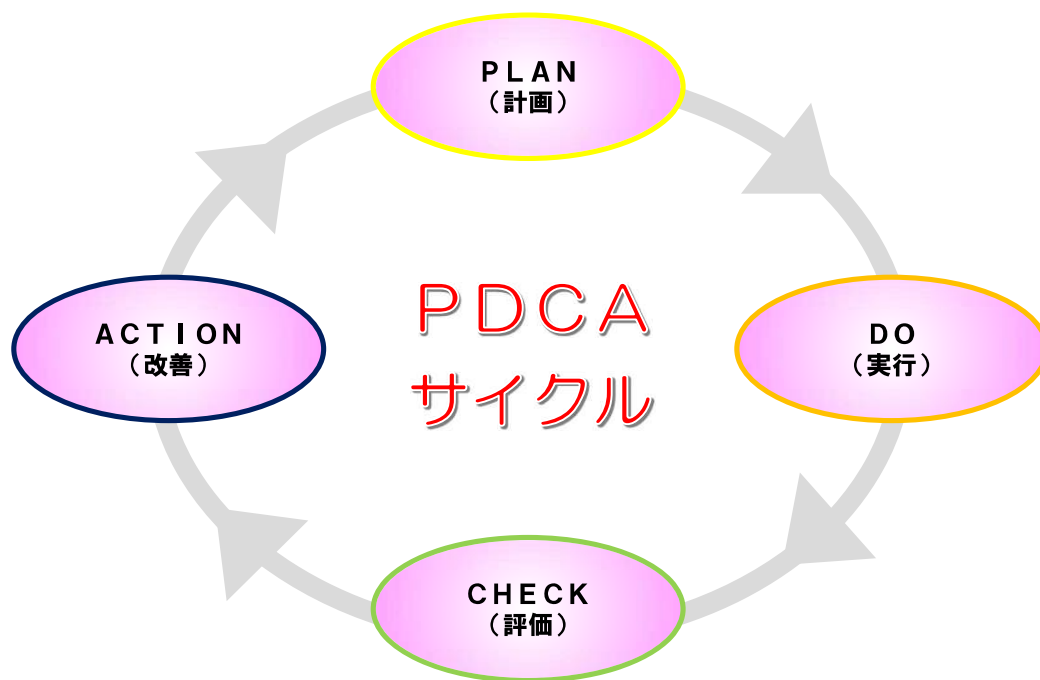 ＰＬＡＮ
（計画）
ＰＤＣＡ
サイクル
ＡＣＴＩＯＮ
（改善）
ＤＯ
（実行）
ＣＨＥＣＫ
（評価）